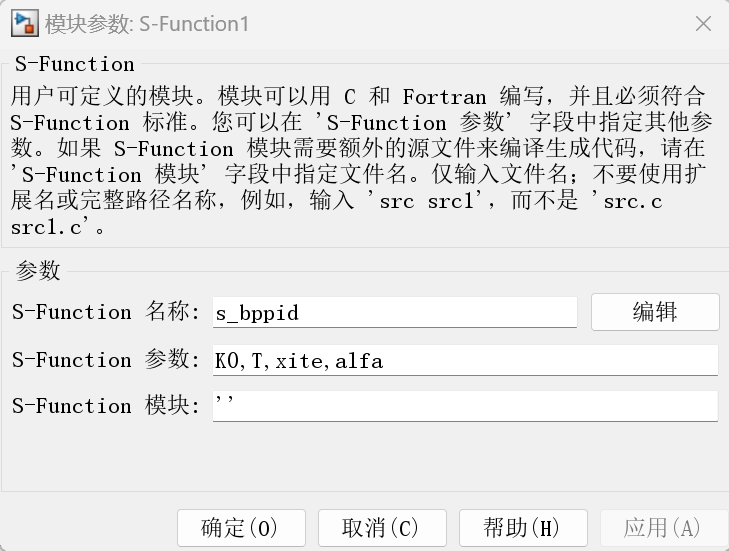 模块参数: S-Function1
S-Function
用户可定义的模块。模块可以用 C 和 Fortran 编写，并且必须符合
S-Function 标准。您可以在 'S-Function 参数' 字段中指定其他参
数。如果 S-Function 模块需要额外的源文件来编译生成代码，请在
'S-Function 模块' 字段中指定文件名。仅输入文件名；不要使用扩
展名或完整路径名称，例如，输入 'src src1'，而不是 'src.c
src1.c'。
参数
S-Function 名称: s_bppid 编辑
S-Function 参数: KO,T,xite,alfa
S-Function 模块: ''
确定(O) 取消(C) 帮助(H) 应用(A)